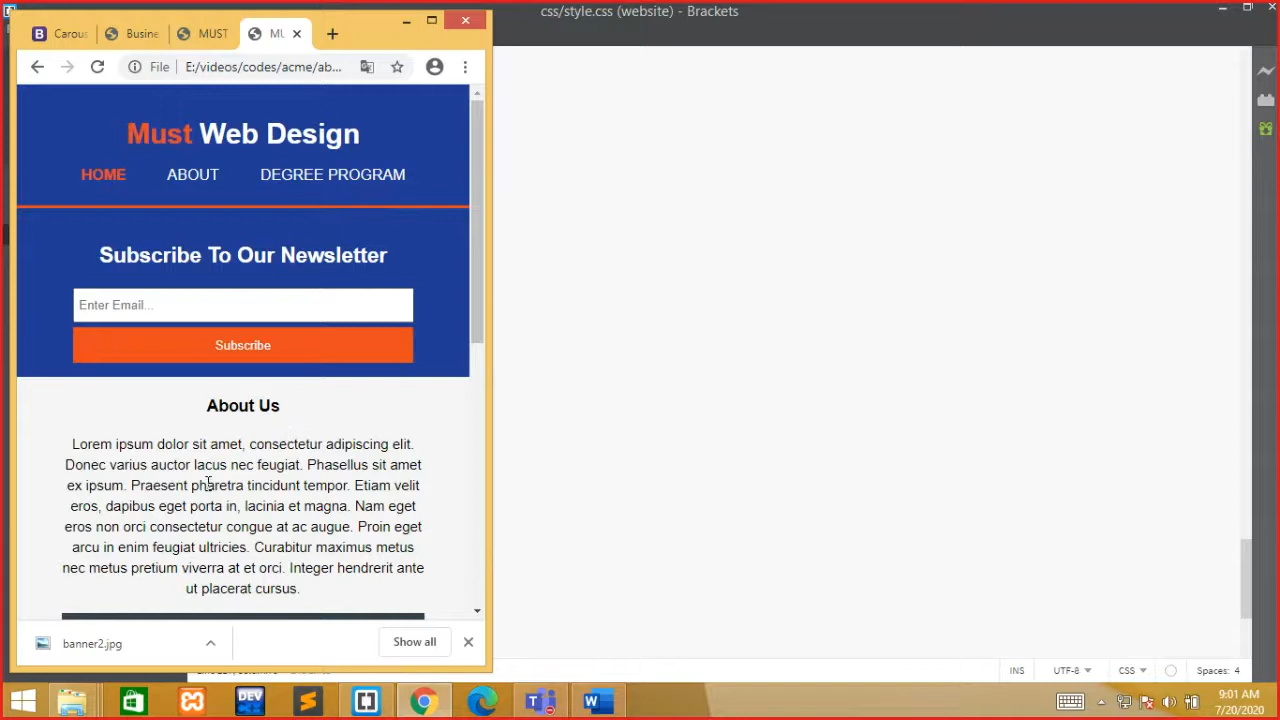 css/style.css (website) - Brackets
Carous
Busine
MUST
MU
File
E:/videos/codes/acme/ab...
Must Web Design
HOME ABOUT DEGREE PROGRAM
Subscribe To Our Newsletter
Enter Email...
Subscribe
About Us
Lorem ipsum dolor sit amet, consectetur adipiscing elit.
Donec varius auctor lacus nec feugiat. Phasellus sit amet
ex ipsum. Praesent pharetra tincidunt tempor. Etiam velit
eros, dapibus eget porta in, lacinia et magna. Nam eget
eros non orci consectetur congue at ac augue. Proin eget
arcu in enim feugiat ultricies. Curabitur maximus metus
nec metus pretium viverra at et orci. Integer hendrerit ante
ut placerat cursus.
banner2.jpg
Show all
INS UTF-8 CSS Spaces: 4
DEV
9:01 AM
7/20/2020